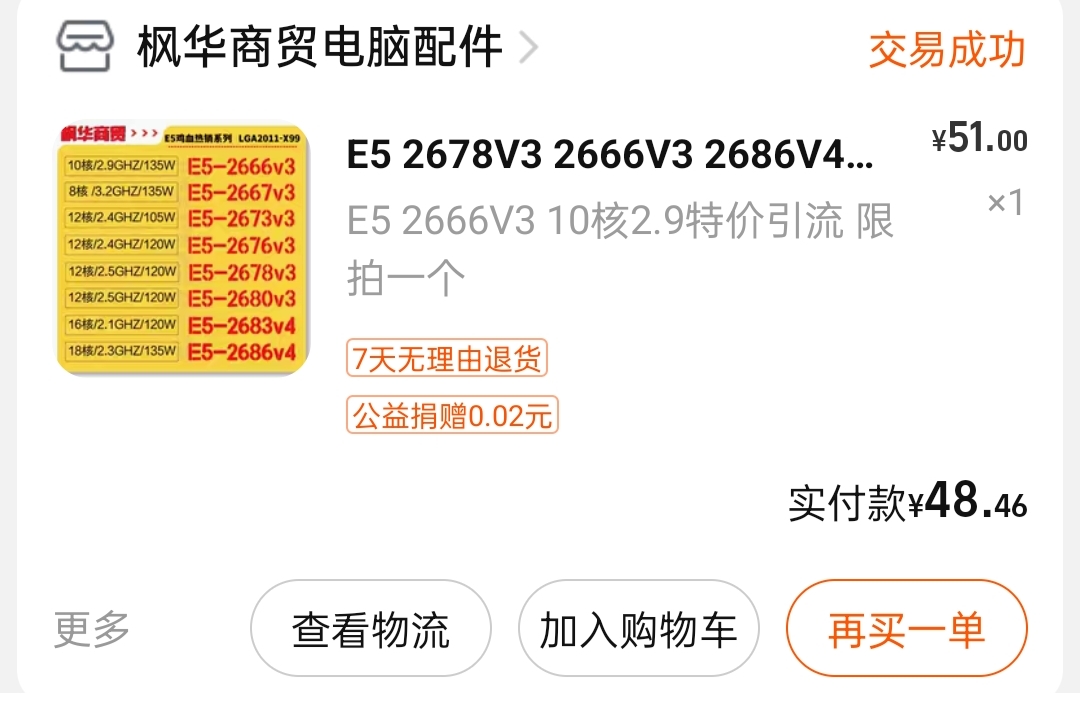 枫华商贸电脑配件
交易成功
枫华商贸 >>> E5鸡血热销系列 LGA2011-X99
10核/2.9GHZ/135W E5-2666v3
8核 /3.2GHZ/135W E5-2667v3
12核/2.4GHZ/105W E5-2673v3
12核/2.4GHZ/120W E5-2676v3
12核/2.5GHZ/120W E5-2678v3
12核/2.5GHZ/120W E5-2680v3
16核/2.1GHZ/120W E5-2683v4
18核/2.3GHZ/135W E5-2686v4
E5 2678V3 2666V3 2686V4...
¥51.00
E5 2666V3 10核2.9特价引流 限
拍一个
×1
7天无理由退货
公益捐赠0.02元
实付款¥48.46
更多
查看物流
加入购物车
再买一单